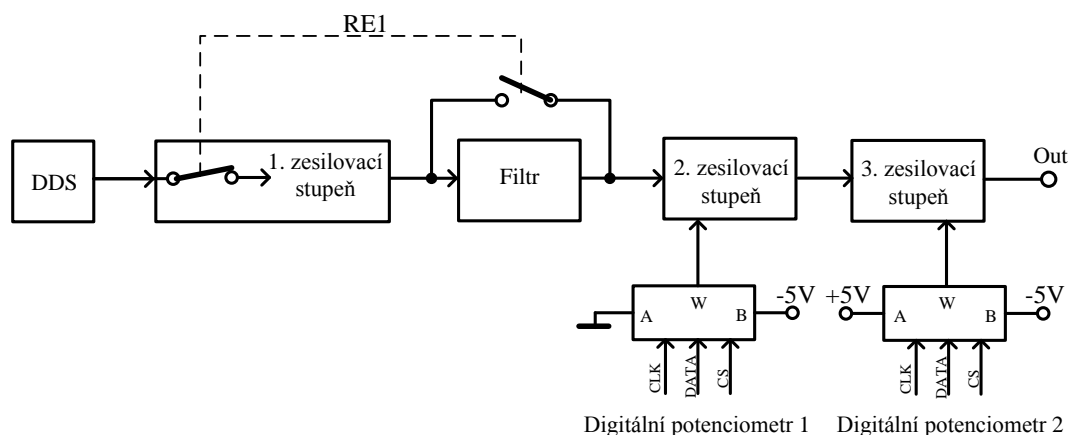 RE1
DDS
1. zesilovací
stupeň
Filtr
2. zesilovací
stupeň
3. zesilovací
stupeň
Out
A
W
B
-5V
CLK
DATA
CS
Digitální potenciometr 1
+5V
A
W
B
-5V
CLK
DATA
CS
Digitální potenciometr 2